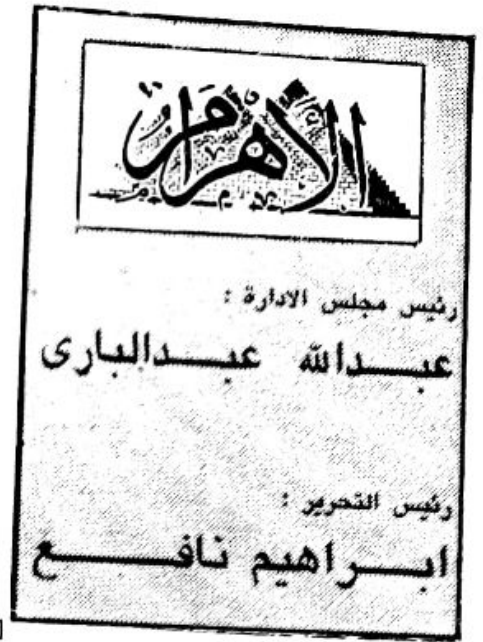 الأهرام
رئيس مجلس الادارة :
عبدالله عبدالبارى
رئيس التحرير :
ابراهيم نافع